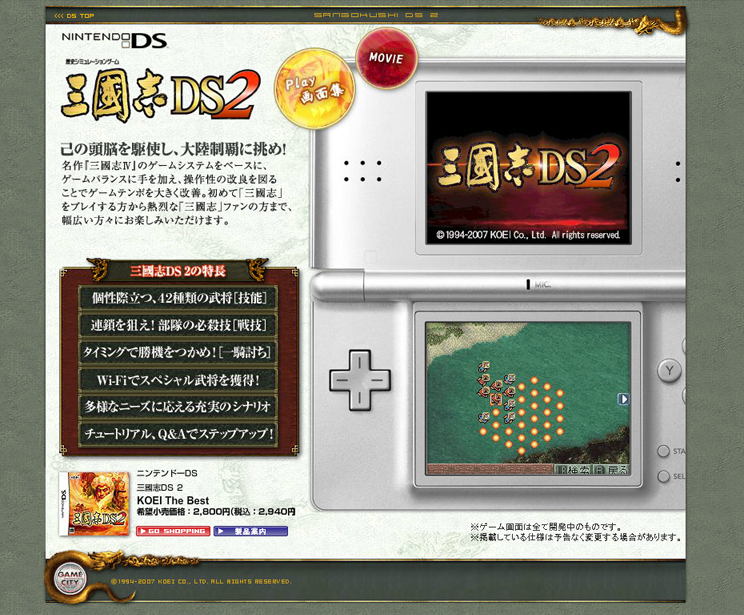 <<< DS TOP
SANGOKUSHI DS 2
NINTENDO DS
歴史シミュレーションゲーム
三國志DS2
Play画面集
MOVIE
己の頭脳を駆使し、大陸制覇に挑め!
名作『三國志Ⅳ』のゲームシステムをベースに、
ゲームバランスに手を加え、操作性の改良を図る
ことでゲームテンポを大きく改善。初めて「三國志」
をプレイする方から熱烈な「三國志」ファンの方まで、
幅広い方々にお楽しみいただけます。
三國志DS 2の特長
個性際立つ、42種類の武将[技能]
連鎖を狙え! 部隊の必殺技[戦技]
タイミングで勝機をつかめ! [一騎討ち]
Wi-Fiでスペシャル武将を獲得!
多様なニーズに応える充実のシナリオ
チュートリアル、Q&Aでステップアップ!
三國志DS2
©1994-2007 KOEI Co., Ltd. All rights reserved.
MIC.
Y
STA
SEL
戻る
三國志DS2
ニンテンドーDS
三國志DS 2
KOEI The Best
希望小売価格:2,800円(税込:2,940円
GO SHOPPING
製品案内
※ゲーム画面は全て開発中のものです。
※掲載している仕様は予告なく変更する場合があります。
GAME CITY
©1994-2007 KOEI CO., LTD. ALL RIGHTS RESERVED.